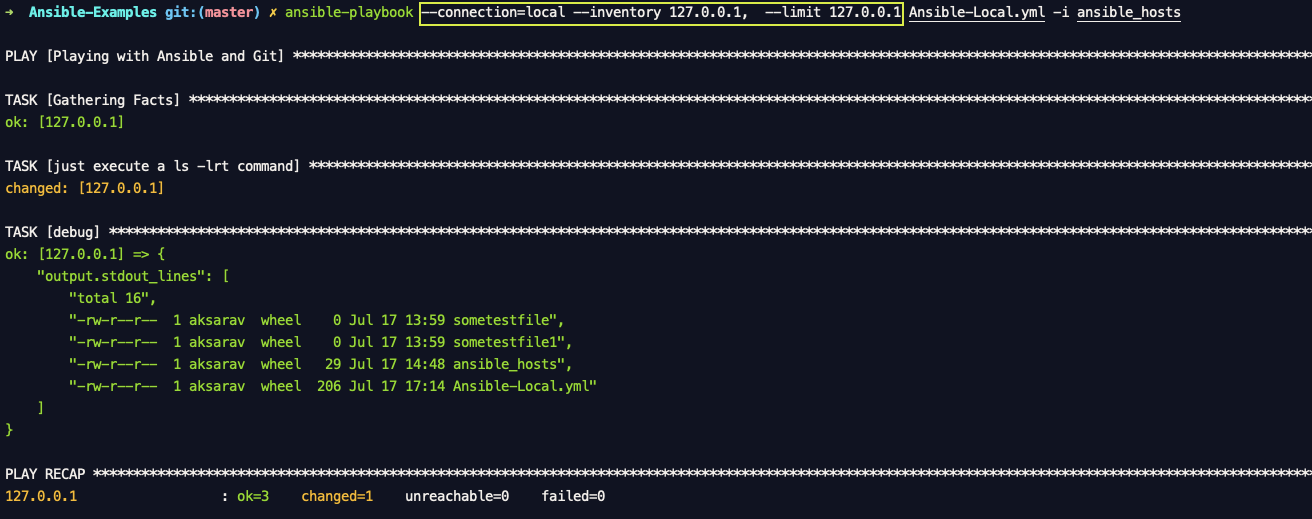 ➜  Ansible-Examples git:(master) ✗ ansible-playbook --connection=local --inventory 127.0.0.1,  --limit 127.0.0.1 Ansible-Local.yml -i ansible_hosts
PLAY [Playing with Ansible and Git] ********************************************************************************************************************************
TASK [Gathering Facts] *********************************************************************************************************************************************
ok: [127.0.0.1]
TASK [just execute a ls -lrt command] ******************************************************************************************************************************
changed: [127.0.0.1]
TASK [debug] *******************************************************************************************************************************************************
ok: [127.0.0.1] => {
    "output.stdout_lines": [
        "total 16",
        "-rw-r--r--  1 aksarav  wheel    0 Jul 17 13:59 sometestfile",
        "-rw-r--r--  1 aksarav  wheel    0 Jul 17 13:59 sometestfile1",
        "-rw-r--r--  1 aksarav  wheel   29 Jul 17 14:48 ansible_hosts",
        "-rw-r--r--  1 aksarav  wheel  206 Jul 17 17:14 Ansible-Local.yml"
    ]
}
PLAY RECAP *********************************************************************************************************************************************************
127.0.0.1                  : ok=3    changed=1    unreachable=0    failed=0